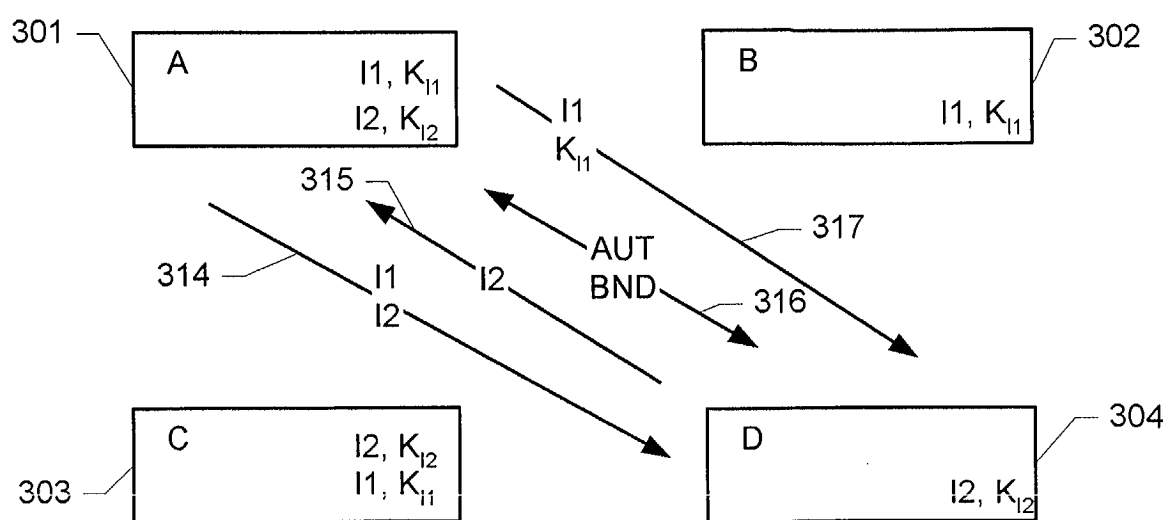 301
A
I1, K_I1
I2, K_I2
B
I1, K_I1
302
I1
K_I1
315
317
314
AUT
BND
I2
I1
I2
316
C
I2, K_I2
I1, K_I1
303
D
I2, K_I2
304